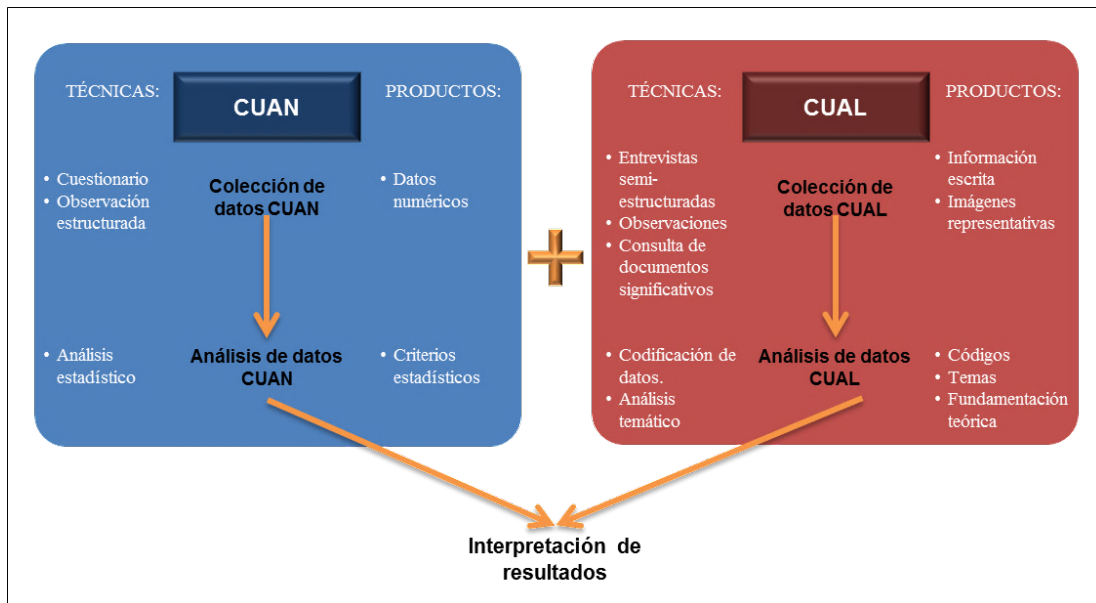 TÉCNICAS:
CUAN
PRODUCTOS:
• Cuestionario
• Observación
estructurada
Colección de
datos CUAN
• Datos
numéricos
• Análisis
estadístico
Análisis de datos
CUAN
• Criterios
estadísticos
TÉCNICAS:
CUAL
PRODUCTOS:
• Entrevistas
semi-
estructuradas
• Observaciones
• Consulta de
documentos
significativos
Colección de
datos CUAL
• Información
escrita
• Imágenes
representativas
• Codificación de
datos.
• Análisis
temático
Análisis de datos
CUAL
• Códigos
• Temas
• Fundamentación
teórica
Interpretación de
resultados